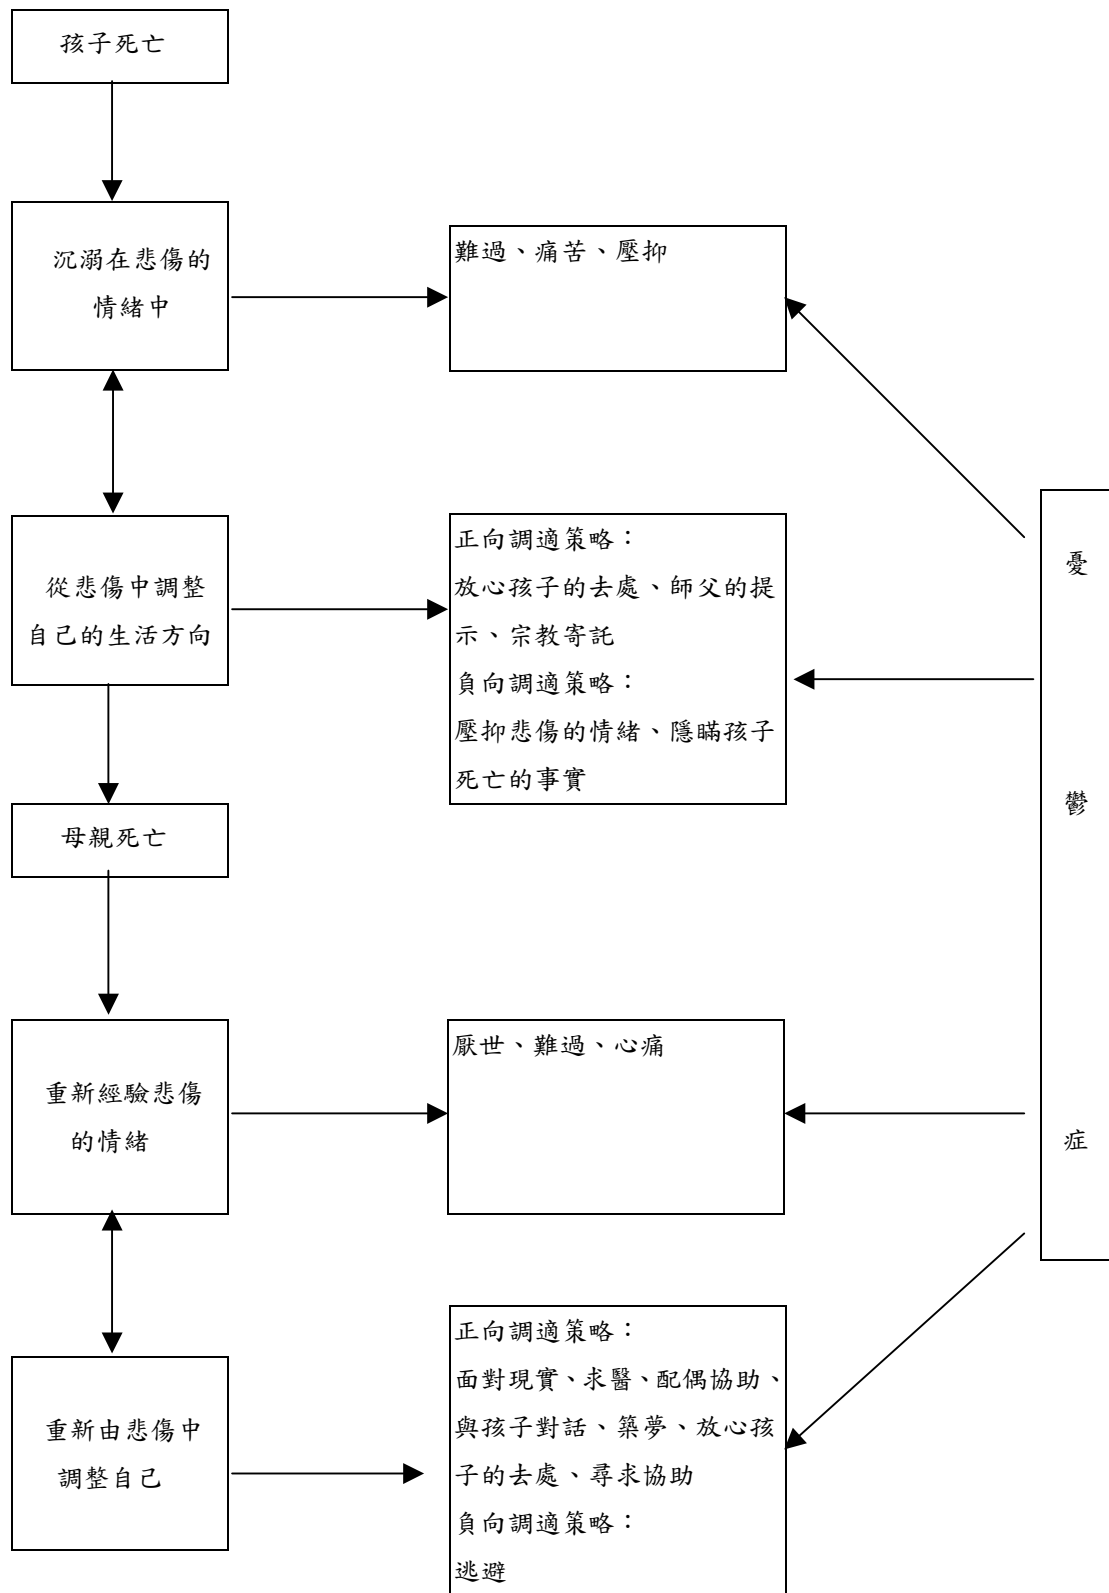 孩子死亡
沉溺在悲傷的
情緒中
難過、痛苦、壓抑
從悲傷中調整
自己的生活方向
正向調適策略：
放心孩子的去處、師父的提
示、宗教寄託
負向調適策略：
壓抑悲傷的情緒、隱瞞孩子
死亡的事實
母親死亡
重新經驗悲傷
的情緒
厭世、難過、心痛
重新由悲傷中
調整自己
正向調適策略：
面對現實、求醫、配偶協助、
與孩子對話、築夢、放心孩
子的去處、尋求協助
負向調適策略：
逃避
憂
鬱
症